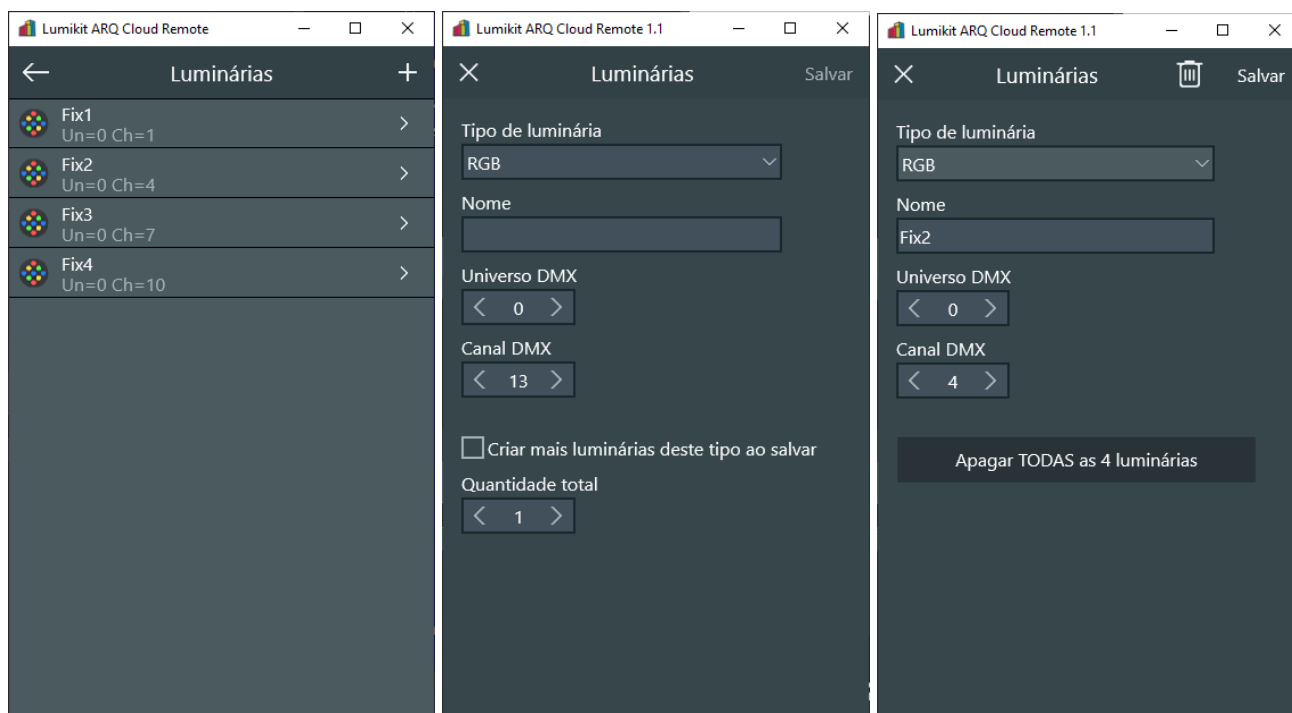 Lumikit ARQ Cloud Remote
Luminárias
Fix1
Un=0 Ch=1
Fix2
Un=0 Ch=4
Fix3
Un=0 Ch=7
Fix4
Un=0 Ch=10
Lumikit ARQ Cloud Remote 1.1
Luminárias Salvar
Tipo de luminária
RGB
Nome
Universo DMX
0
Canal DMX
13
Criar mais luminárias deste tipo ao salvar
Quantidade total
1
Lumikit ARQ Cloud Remote 1.1
Luminárias Salvar
Tipo de luminária
RGB
Nome
Fix2
Universo DMX
0
Canal DMX
4
Apagar TODAS as 4 luminárias